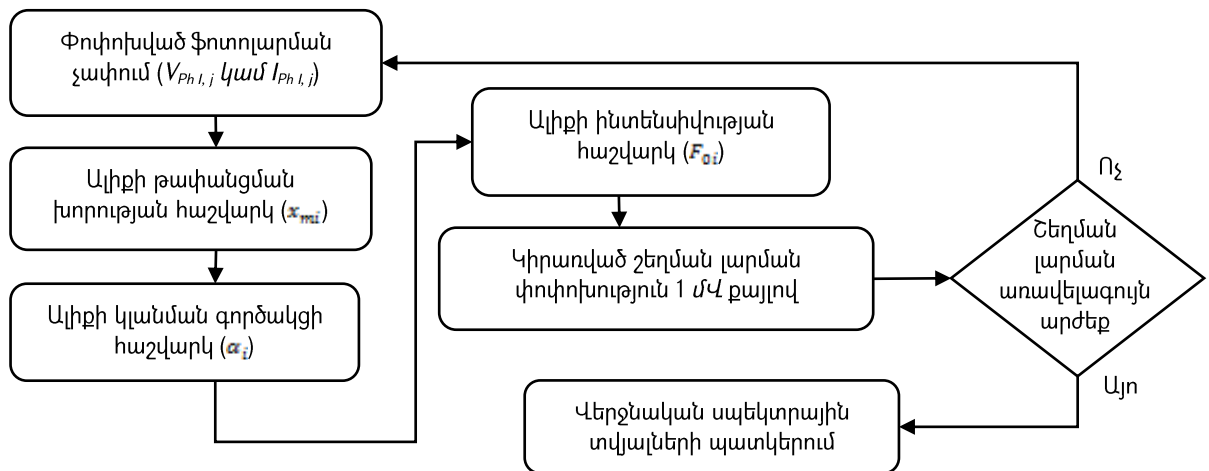 Փոփոխված ֆոտոլարման
չափում (V_{Ph l, j} կամ I_{Ph l, j})
Ալիքի թափանցման
խորության հաշվարկ (x_{mi})
Ալիքի կլանման գործակցի
հաշվարկ (α_i)
Ալիքի ինտենսիվության
հաշվարկ (F_{0i})
Կիրառված շեղման լարման
փոփոխություն 1 մՎ քայլով
Շեղման
լարման
առավելագույն
արժեք
Ոչ
Այո
Վերջնական սպեկտրային
տվյալների պատկերում